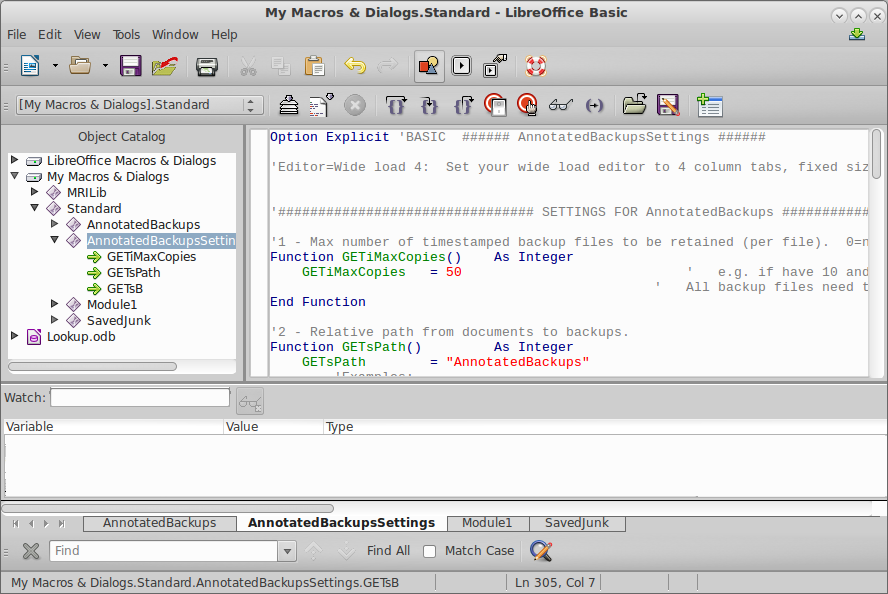 My Macros & Dialogs.Standard - LibreOffice Basic
File Edit View Tools Window Help
[My Macros & Dialogs].Standard
Object Catalog
LibreOffice Macros & Dialogs
My Macros & Dialogs
MRILib
Standard
AnnotatedBackups
AnnotatedBackupsSettin
GETiMaxCopies
GETsPath
GETsB
Module1
SavedJunk
Lookup.odb
Option Explicit 'BASIC ###### AnnotatedBackupsSettings ######
'Editor=Wide load 4: Set your wide load editor to 4 column tabs, fixed siz
'################################ SETTINGS FOR AnnotatedBackups ###########
'1 - Max number of timestamped backup files to be retained (per file). 0=n
Function GETiMaxCopies() As Integer
GETiMaxCopies = 50 ' e.g. if have 10 and
' All backup files need t
End Function
'2 - Relative path from documents to backups.
Function GETsPath() As Integer
GETsPath = "AnnotatedBackups"
'Examples:
Watch:
Variable Value Type
AnnotatedBackups AnnotatedBackupsSettings Module1 SavedJunk
Find Find All Match Case
My Macros & Dialogs.Standard.AnnotatedBackupsSettings.GETsB Ln 305, Col 7